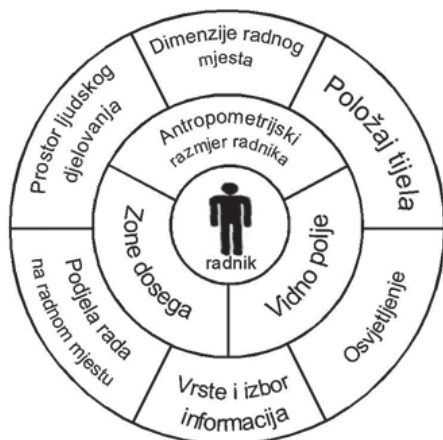 Dimenzije radnog
mjesta
Položaj tijela
Osvjetljenje
Vrste i izbor
informacija
Podjela rada
na radnom mjestu
Prostor ljudskog
djelovanja
Antropometrijski
razmjer radnika
Vidno polje
Zone dosega
radnik